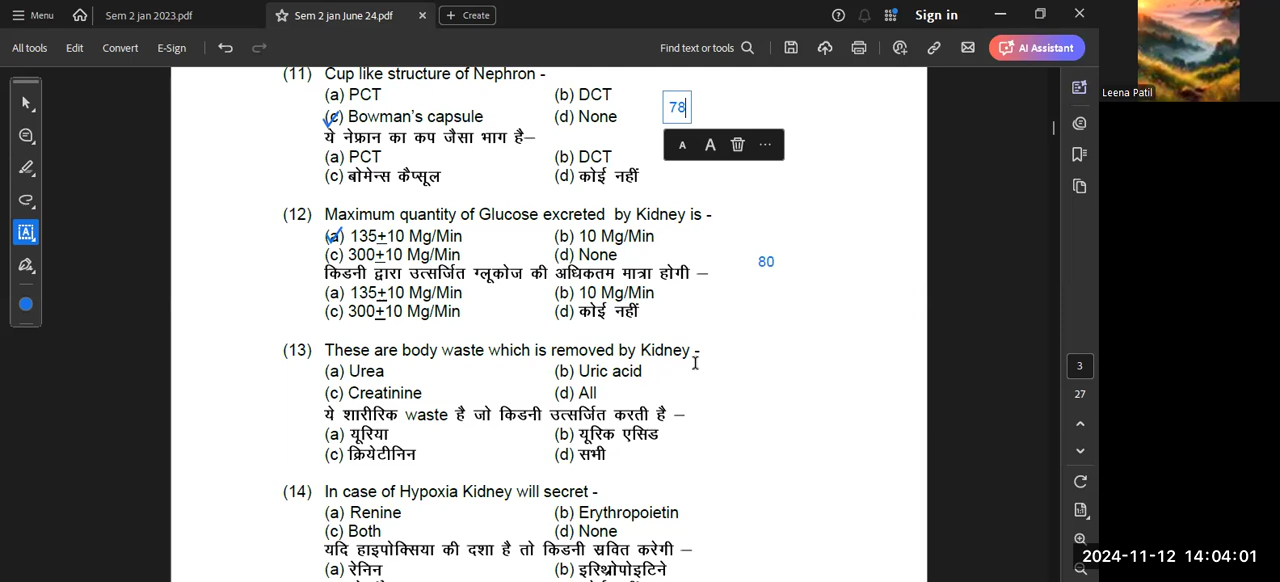 Menu
Sem 2 jan 2023.pdf
Sem 2 jan June 24.pdf
Create
Sign in
All tools
Edit
Convert
E-Sign
Find text or tools
AI Assistant
Leena Patil
(11) Cup like structure of Nephron -
(a) PCT (b) DCT
78
(c) Bowman's capsule (d) None
ये नेफ्रान का कप जैसा भाग है–
(a) PCT (b) DCT
A A ...
(c) बोमेन्स कैप्सूल (d) कोई नहीं
(12) Maximum quantity of Glucose excreted by Kidney is -
(a) 135±10 Mg/Min (b) 10 Mg/Min
(c) 300±10 Mg/Min (d) None
80
किडनी द्वारा उत्सर्जित ग्लूकोज की अधिकतम मात्रा होगी –
(a) 135±10 Mg/Min (b) 10 Mg/Min
(c) 300±10 Mg/Min (d) कोई नहीं
(13) These are body waste which is removed by Kidney -
(a) Urea (b) Uric acid
(c) Creatinine (d) All
ये शारीरिक waste है जो किडनी उत्सर्जित करती है –
(a) यूरिया (b) यूरिक एसिड
(c) क्रियेटीनिन (d) सभी
(14) In case of Hypoxia Kidney will secret -
(a) Renine (b) Erythropoietin
(c) Both (d) None
यदि हाइपोक्सिया की दशा है तो किडनी स्रवित करेगी –
(a) रेनिन (b) इरिथ्रोपोइटिने
3
27
2024-11-12 14:04:01